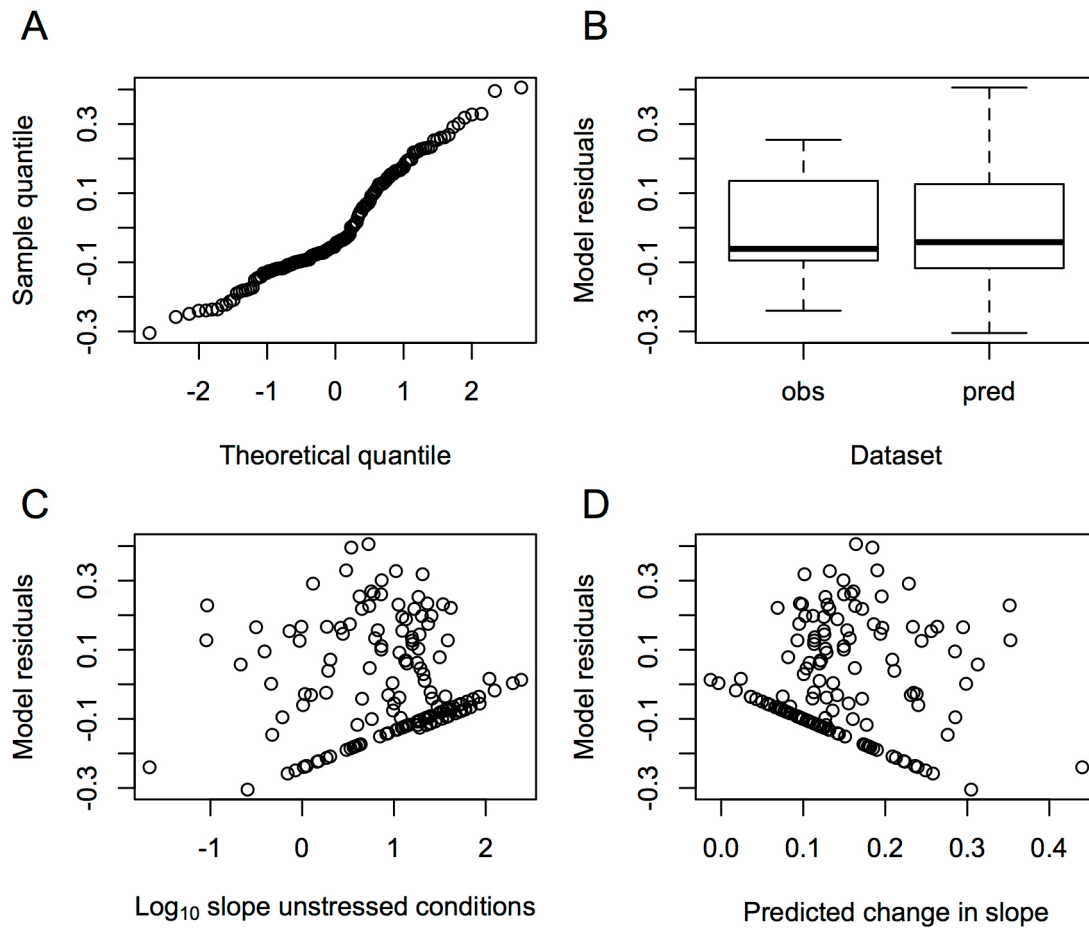 A
Sample quantile
0.3
0.1
-0.1
-0.3
-2
-1
0
1
2
Theoretical quantile
B
Model residuals
0.3
0.1
-0.1
-0.3
obs
pred
Dataset
C
Model residuals
0.3
0.1
-0.1
-0.3
-1
0
1
2
Log₁₀ slope unstressed conditions
D
Model residuals
0.3
0.1
-0.1
-0.3
0.0
0.1
0.2
0.3
0.4
Predicted change in slope